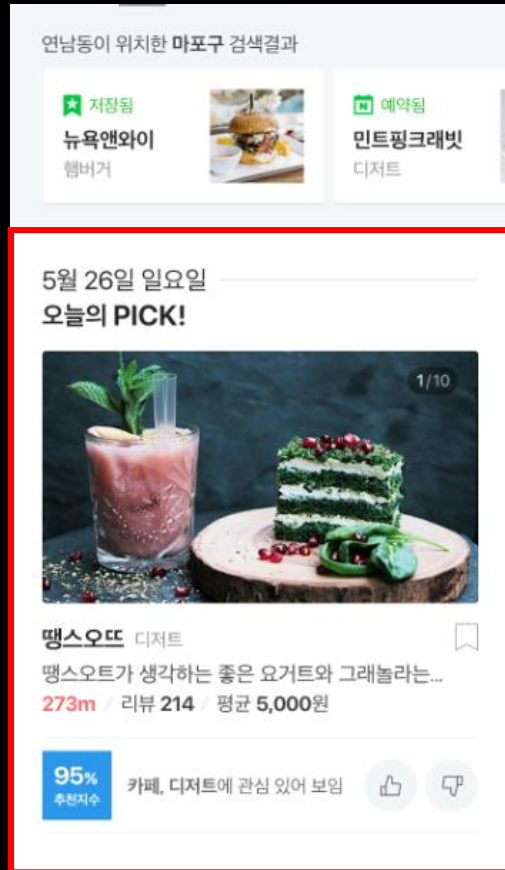 연남동이 위치한 마포구 검색결과
저장됨
뉴욕앤와이
햄버거
예약됨
민트핑크래빗
디저트
5월 26일 일요일
오늘의 PICK!
1/10
땡스오뜨 디저트
땡스오트가 생각하는 좋은 요거트와 그래놀라는...
273m / 리뷰 214 / 평균 5,000원
95%
추천지수
카페, 디저트에 관심 있어 보임